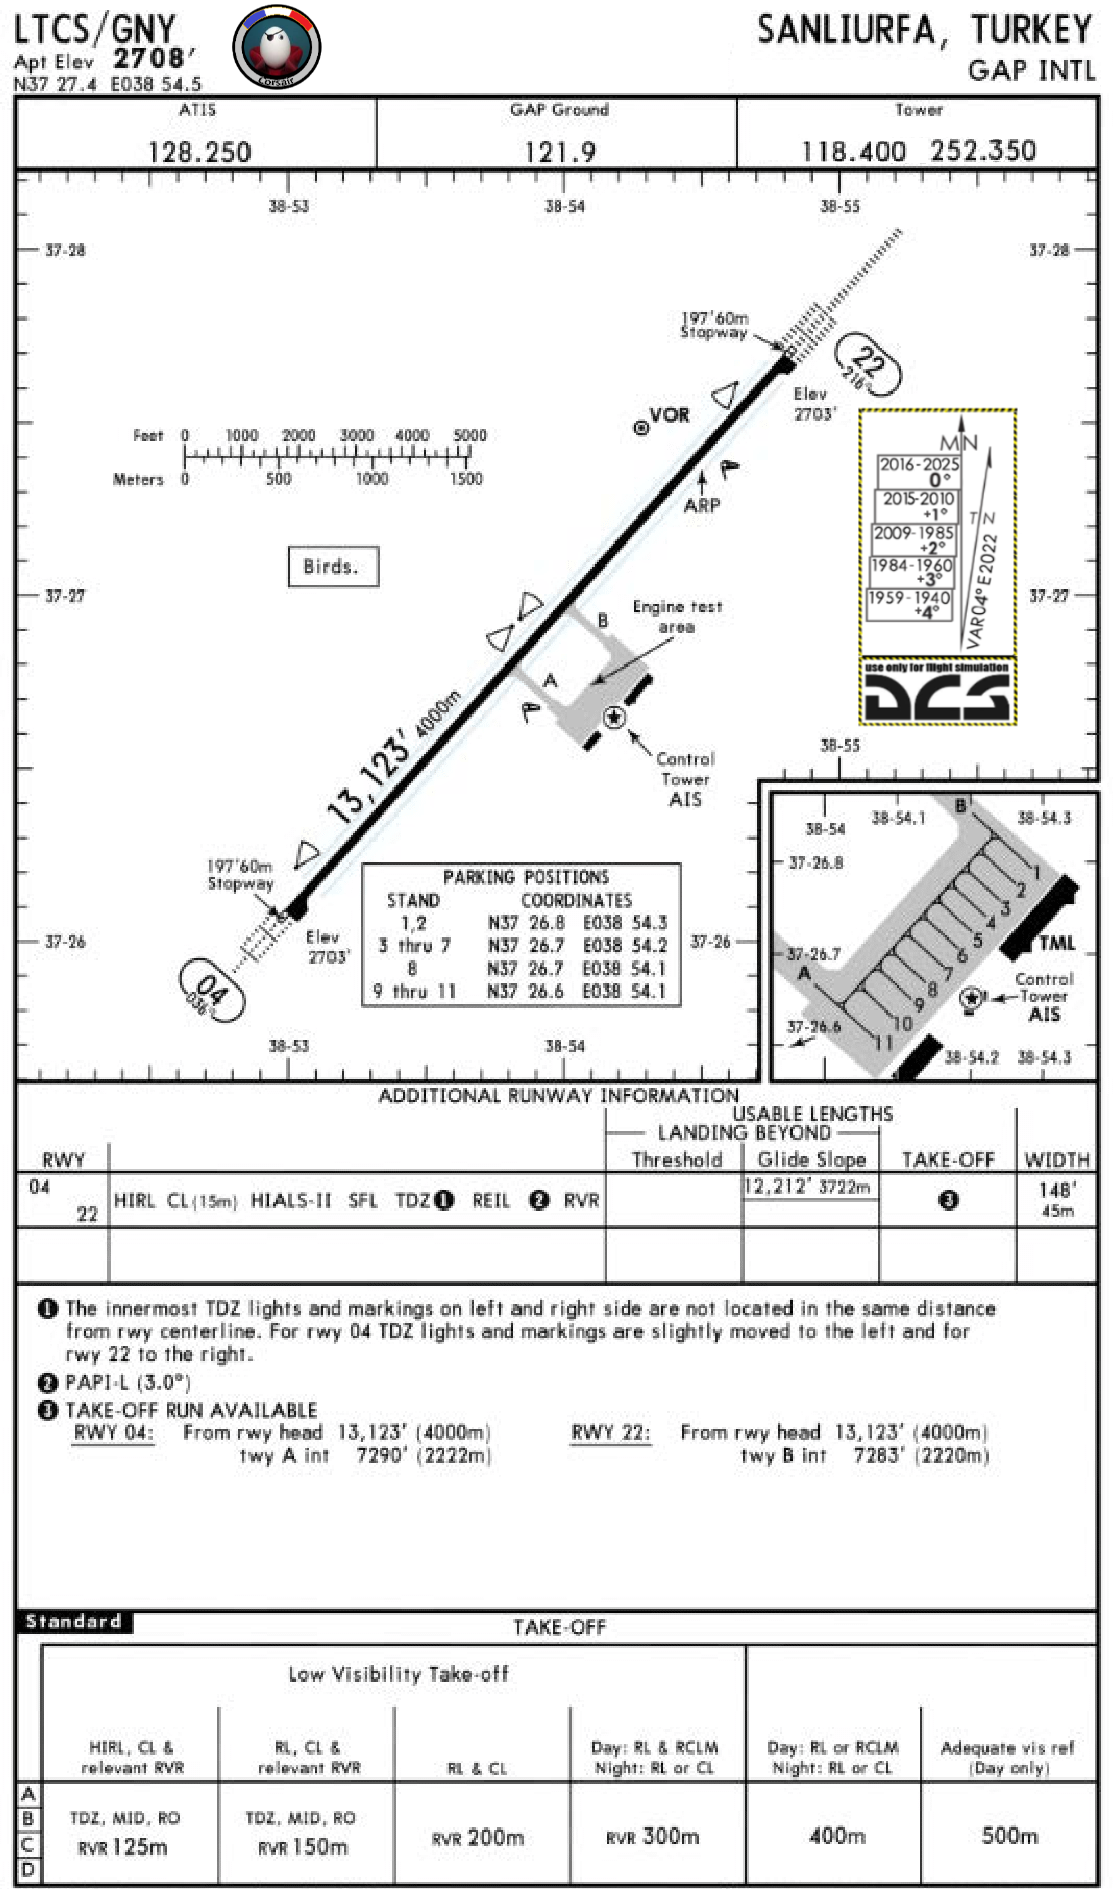 LTCS/GNY
Apt Elev 2708'
N37 27.4 E038 54.5
Corsair
SANLIURFA, TURKEY
GAP INTL
ATIS
128.250
GAP Ground
121.9
Tower
118.400 252.350
38-53
38-54
38-55
37-28
37-28
197'60m
Stopway
22
216°
Elev
2703'
VOR
Feet 0 1000 2000 3000 4000 5000
Meters 0 500 1000 1500
ARP
MN
2016-2025
0°
2015-2010
+1°
2009-1985
+2°
1984-1960
+3°
1959-1940
+4°
TN
VAR04°E2022
use only for flight simulation
DCS
Birds.
37-27
37-27
B
Engine test
area
A
Control
Tower
AIS
13,123' 4000m
38-55
197'60m
Stopway
Elev
2703'
37-26
37-26
04
036°
38-53
38-54
PARKING POSITIONS
STAND COORDINATES
1,2 N37 26.8 E038 54.3
3 thru 7 N37 26.7 E038 54.2
8 N37 26.7 E038 54.1
9 thru 11 N37 26.6 E038 54.1
B
38-54
38-54.1
38-54.3
37-26.8
1
2
3
4
5
6
7
8
9
10
11
TML
37-26.7
A
Control
Tower
AIS
37-26.6
38-54.2 38-54.3
ADDITIONAL RUNWAY INFORMATION
USABLE LENGTHS
LANDING BEYOND
RWY Threshold Glide Slope TAKE-OFF WIDTH
04
22
HIRL CL(15m) HIALS-II SFL TDZ❶ REIL ❷ RVR
12,212' 3722m
❸
148'
45m
❶ The innermost TDZ lights and markings on left and right side are not located in the same distance
from rwy centerline. For rwy 04 TDZ lights and markings are slightly moved to the left and for
rwy 22 to the right.
❷ PAPI-L (3.0°)
❸ TAKE-OFF RUN AVAILABLE
RWY 04: From rwy head 13,123' (4000m)
twy A int 7290' (2222m)
RWY 22: From rwy head 13,123' (4000m)
twy B int 7283' (2220m)
Standard
TAKE-OFF
Low Visibility Take-off
HIRL, CL &
relevant RVR
RL, CL &
relevant RVR
RL & CL
Day: RL & RCLM
Night: RL or CL
Day: RL or RCLM
Night: RL or CL
Adequate vis ref
(Day only)
A
B
C
D
TDZ, MID, RO
RVR 125m
TDZ, MID, RO
RVR 150m
RVR 200m
RVR 300m
400m
500m